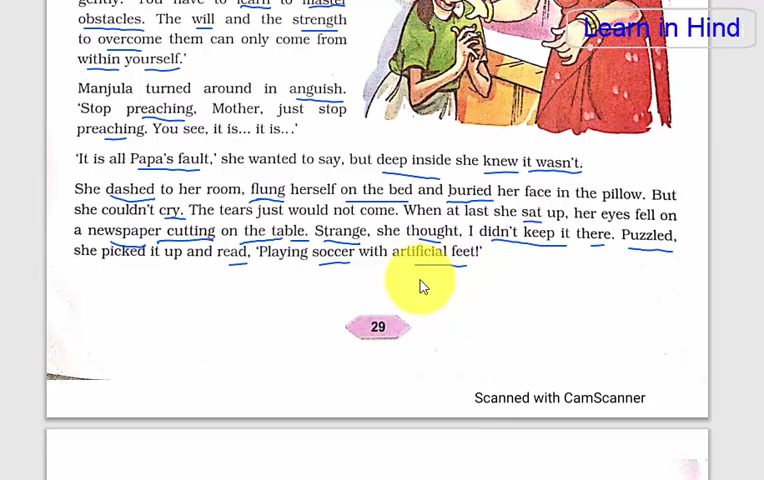 gently. 'You have to learn to master
obstacles. The will and the strength
to overcome them can only come from
within yourself.'
Learn in Hind
Manjula turned around in anguish.
'Stop preaching, Mother, just stop
preaching. You see, it is... it is...'
'It is all Papa's fault,' she wanted to say, but deep inside she knew it wasn't.
She dashed to her room, flung herself on the bed and buried her face in the pillow. But
she couldn't cry. The tears just would not come. When at last she sat up, her eyes fell on
a newspaper cutting on the table. Strange, she thought, I didn't keep it there. Puzzled,
she picked it up and read, 'Playing soccer with artificial feet!'
29
Scanned with CamScanner